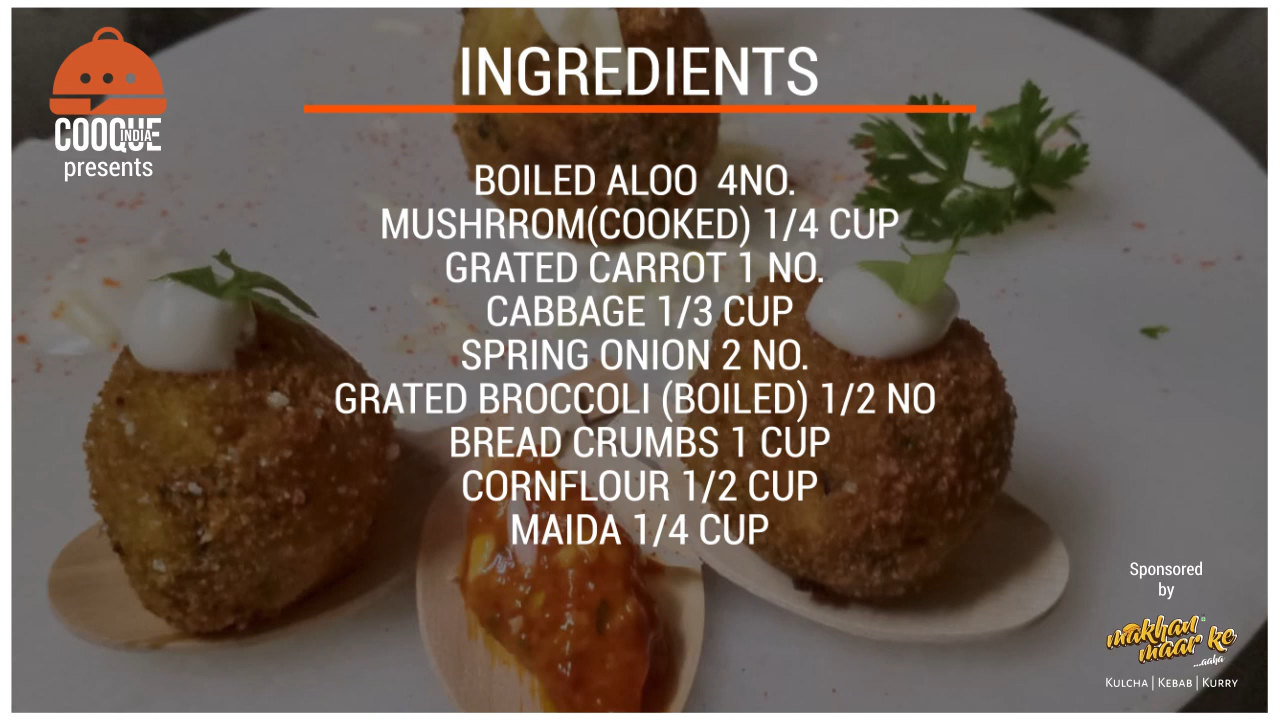 INGREDIENTS
COOQUE
INDIA
presents
BOILED ALOO 4NO.
MUSHRROM(COOKED) 1/4 CUP
GRATED CARROT 1 NO.
CABBAGE 1/3 CUP
SPRING ONION 2 NO.
GRATED BROCCOLI (BOILED) 1/2 NO
BREAD CRUMBS 1 CUP
CORNFLOUR 1/2 CUP
MAIDA 1/4 CUP
Sponsored
by
makhan
maar ke
...aaha
KULCHA | KEBAB | KURRY